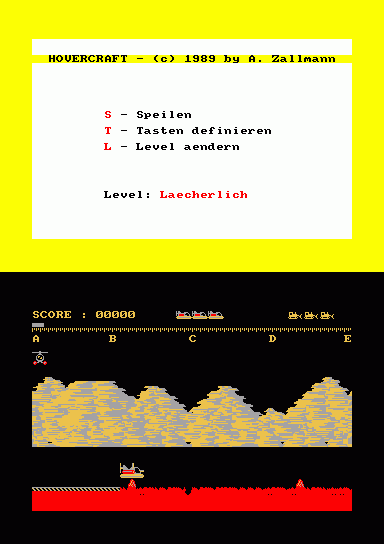 HOVERCRAFT - (c) 1989 by A. Zallmann
S - Speilen
T - Tasten definieren
L - Level aendern
Level: Laecherlich
SCORE : 00000
A B C D E